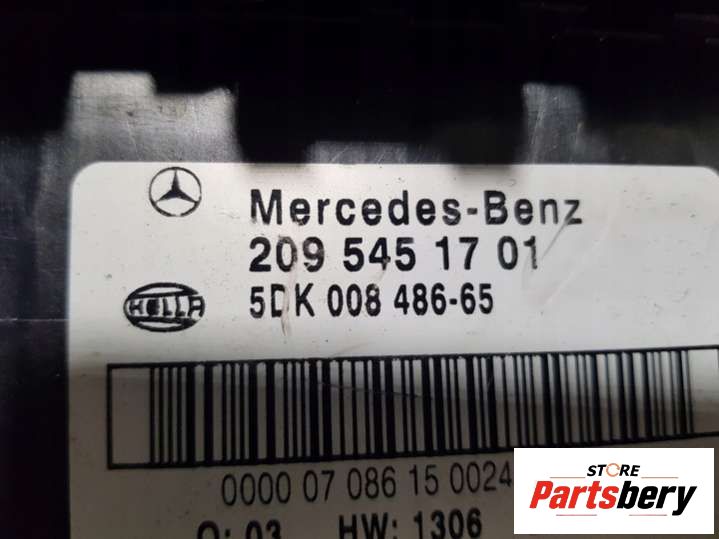 Mercedes-Benz
209 545 17 01
HELLA
5DK 008 486-65
0000 07 086 15 0024
Q: 03 HW: 1306
STORE
Partsbery